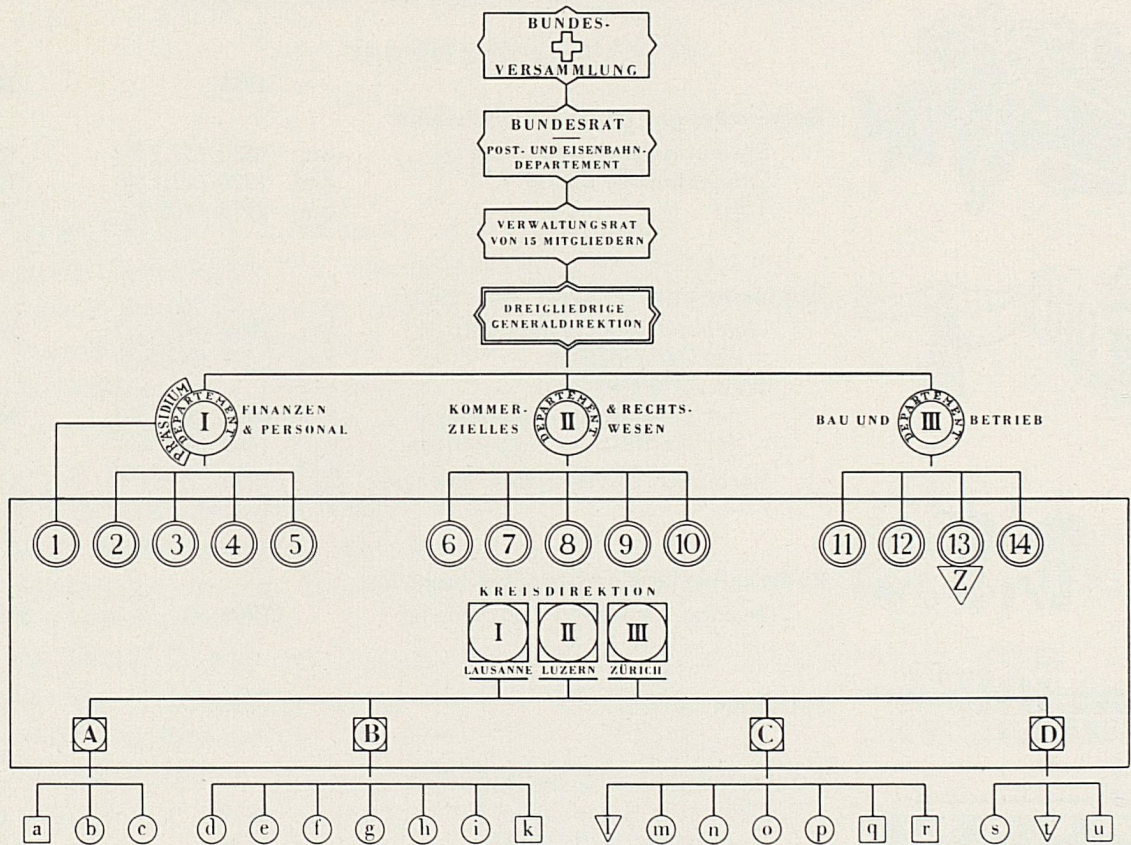 BUNDES-
VERSAMMLUNG
BUNDESRAT
POST- UND EISENBAHN-
DEPARTEMENT
VERWALTUNGSRAT
VON 15 MITGLIEDERN
DREIGLIEDRIGE
GENERALDIREKTION
PRÄSIDIUM
DEPARTEMENT
I
FINANZEN
& PERSONAL
KOMMER-
ZIELLES
DEPARTEMENT
II
& RECHTS-
WESEN
BAU UND
DEPARTEMENT
III
BETRIEB
1 2 3 4 5 6 7 8 9 10 11 12 13 14
Z
KREISDIREKTION
I II III
LAUSANNE LUZERN ZÜRICH
A B C D
a b c d e f g h i k l m n o p q r s t u